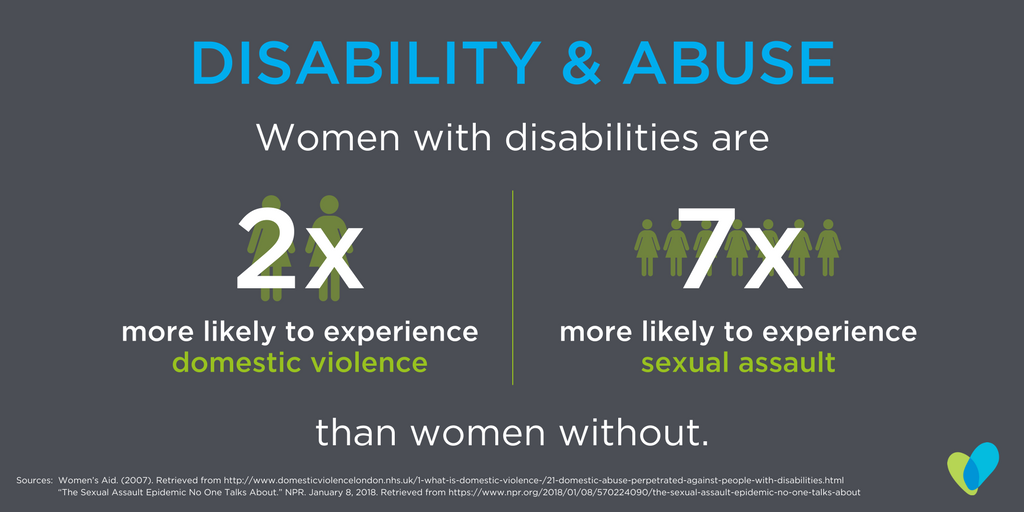 DISABILITY & ABUSE
Women with disabilities are
2x
more likely to experience
domestic violence
7x
more likely to experience
sexual assault
than women without.
Sources: Women's Aid. (2007). Retrieved from http://www.domesticviolencelondon.nhs.uk/1-what-is-domestic-violence-/21-domestic-abuse-perpetrated-against-people-with-disabilities.html
"The Sexual Assault Epidemic No One Talks About." NPR. January 8, 2018. Retrieved from https://www.npr.org/2018/01/08/570224090/the-sexual-assault-epidemic-no-one-talks-about